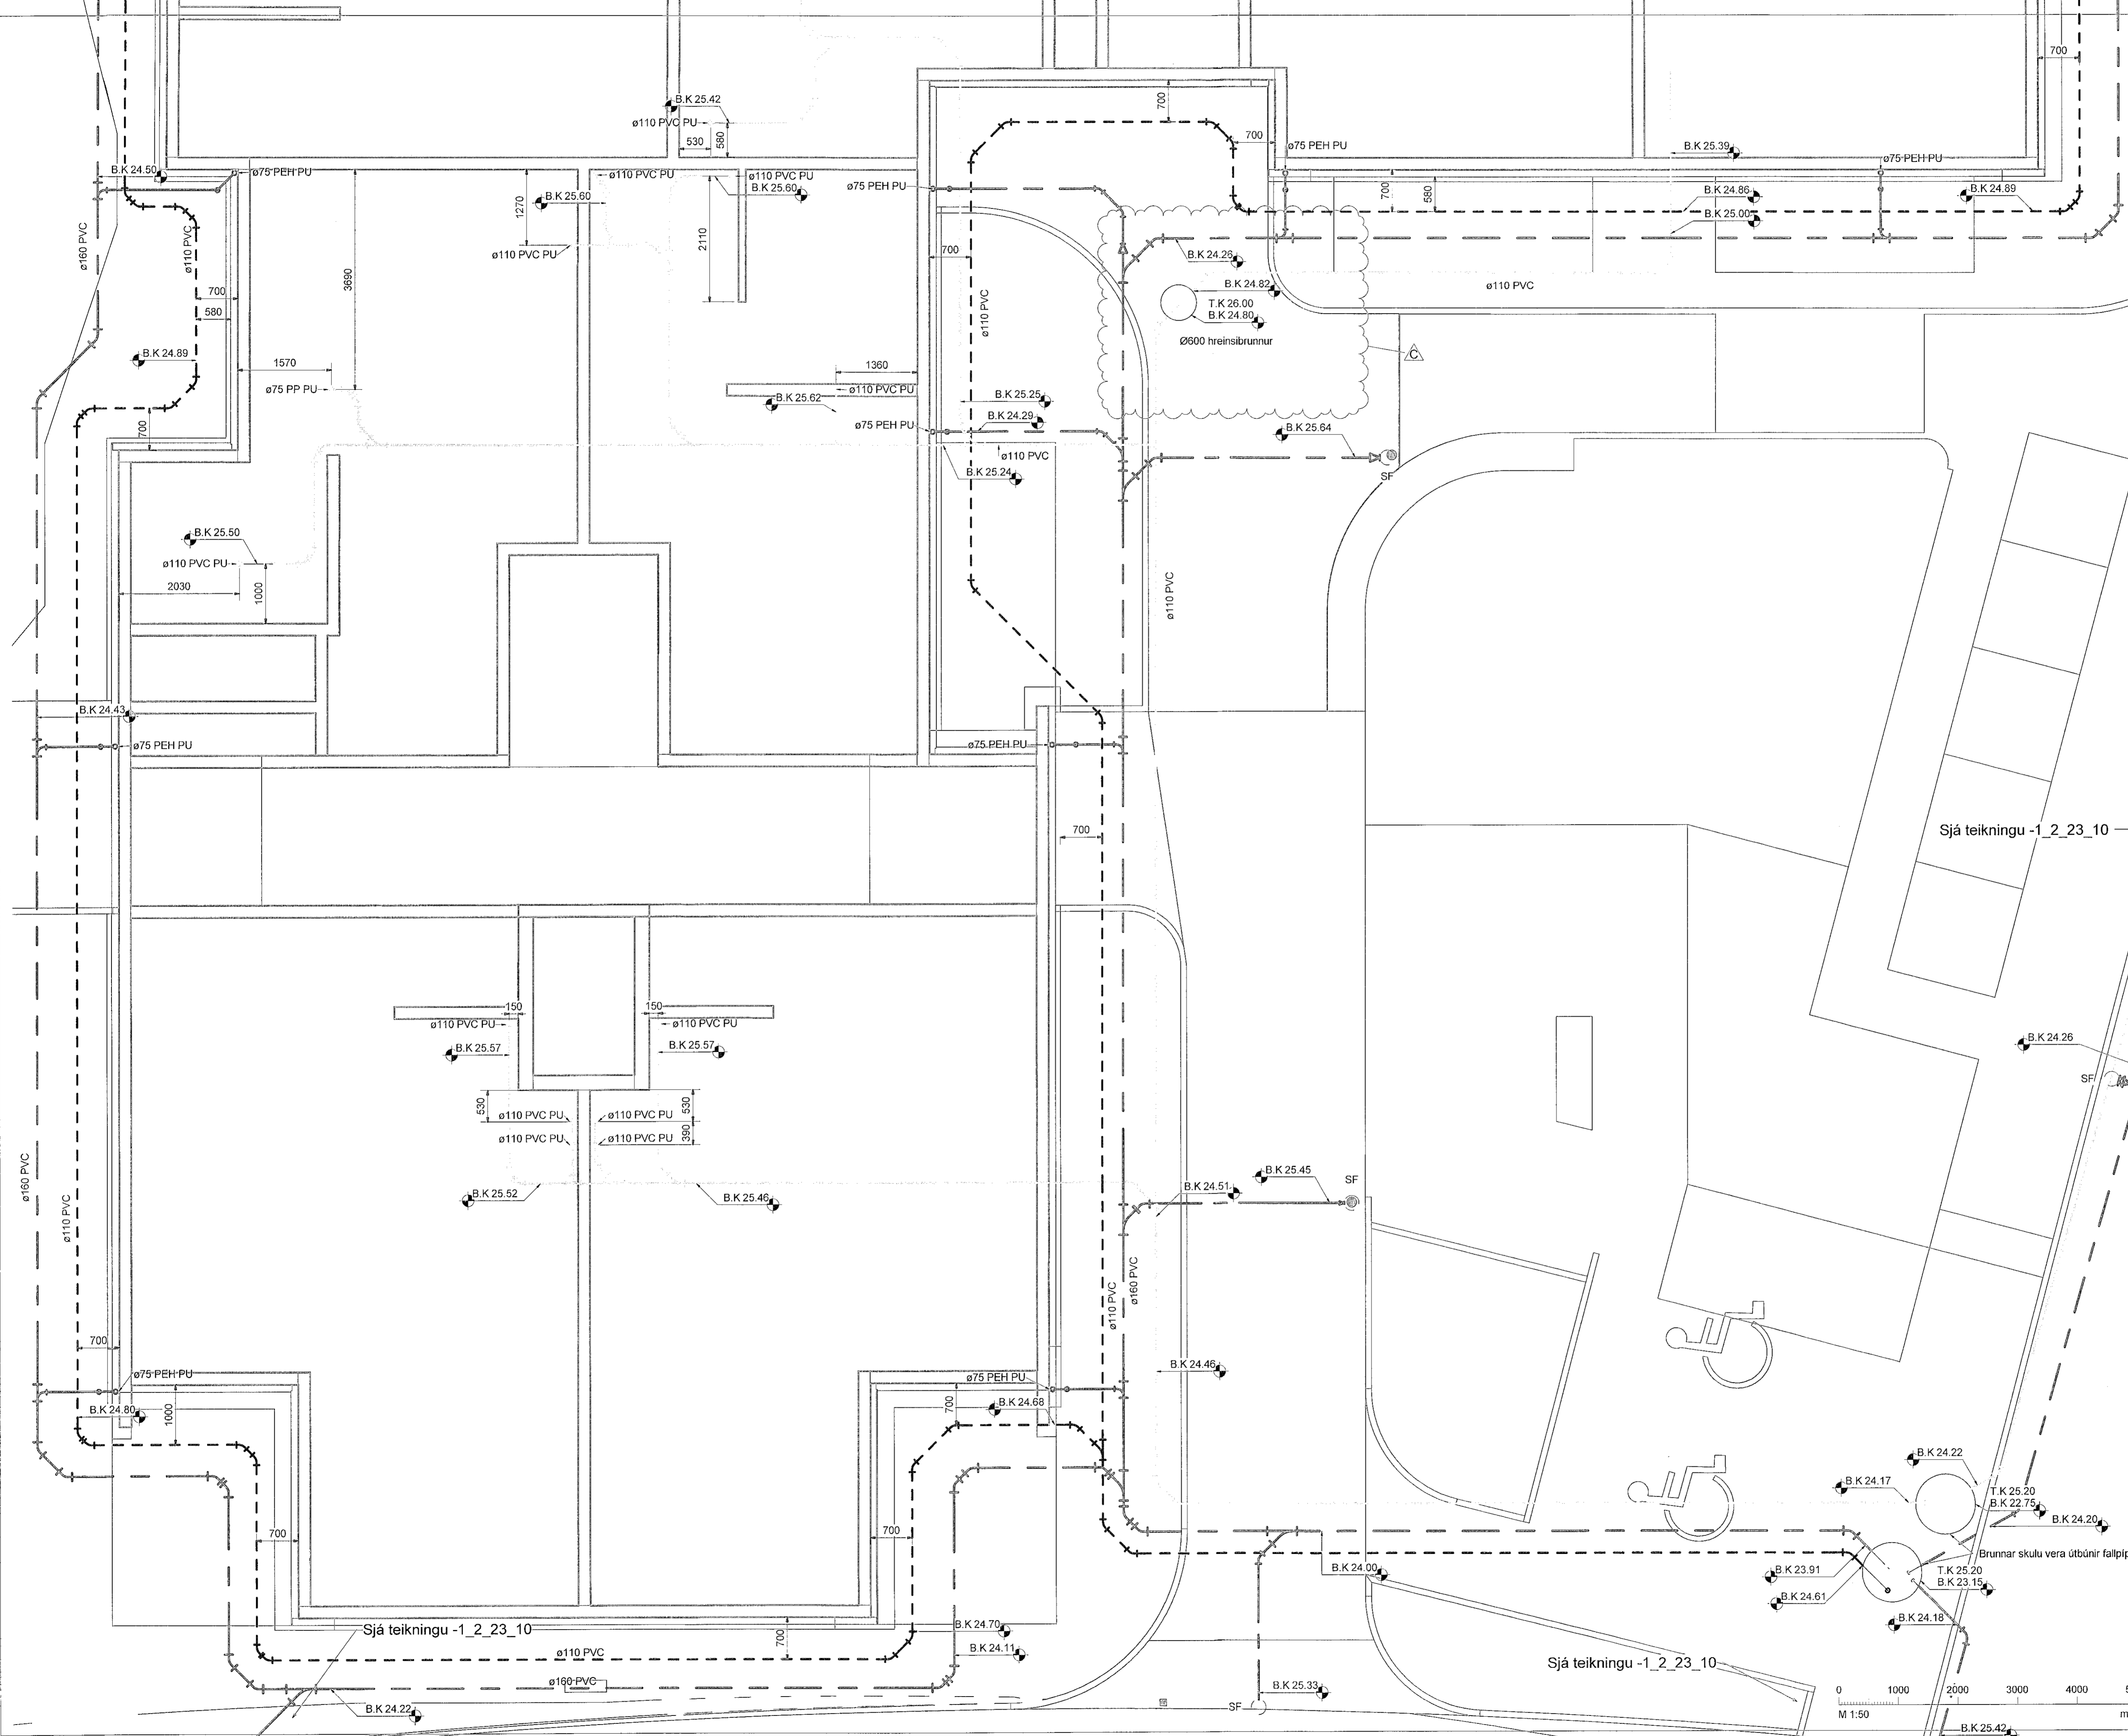 700
B.K 25.42
ø110 PVC PU
530
580
700
700
ø75 PEH PU
B.K 25.39
ø75 PEH PU
B.K 24.50
ø75 PEH PU
ø110 PVC PU
ø110 PVC PU
B.K 25.60
B.K 25.60
ø75 PEH PU
700
580
B.K 24.86
B.K 24.89
B.K 25.00
ø160 PVC
ø110 PVC
1270
2110
ø110 PVC PU
3690
700
B.K 24.26
B.K 24.82
T.K 26.00
B.K 24.80
Ø600 hreinsibrunnur
ø110 PVC
C
700
580
ø110 PVC
B.K 24.89
1570
ø75 PP PU
1360
ø110 PVC PU
B.K 25.62
B.K 25.25
B.K 24.29
ø75 PEH PU
B.K 25.64
700
ø110 PVC
B.K 25.24
SF
B.K 25.50
ø110 PVC PU
2030
1000
ø110 PVC
B.K 24.43
ø75 PEH PU
ø75 PEH PU
700
Sjá teikningu -1_2_23_10
150
150
ø110 PVC PU
ø110 PVC PU
B.K 25.57
B.K 25.57
B.K 24.26
SF
530
530
ø110 PVC PU
ø110 PVC PU
390
ø110 PVC PU
ø110 PVC PU
ø160 PVC
ø110 PVC
B.K 25.52
B.K 25.46
B.K 24.51
B.K 25.45
SF
ø110 PVC
ø160 PVC
700
B.K 24.46
ø75 PEH PU
ø75 PEH PU
B.K 24.80
1000
700
B.K 24.68
B.K 24.22
B.K 24.17
T.K 25.20
B.K 22.75
B.K 24.20
700
700
Brunnar skulu vera útbúnir fallpíp
B.K 24.00
B.K 23.91
T.K 25.20
B.K 23.15
B.K 24.61
B.K 24.18
Sjá teikningu -1_2_23_10
B.K 24.70
700
ø110 PVC
B.K 24.11
Sjá teikningu -1_2_23_10
ø160 PVC
B.K 25.33
SF
B.K 24.22
0 1000 2000 3000 4000
M 1:50
B.K 25.42